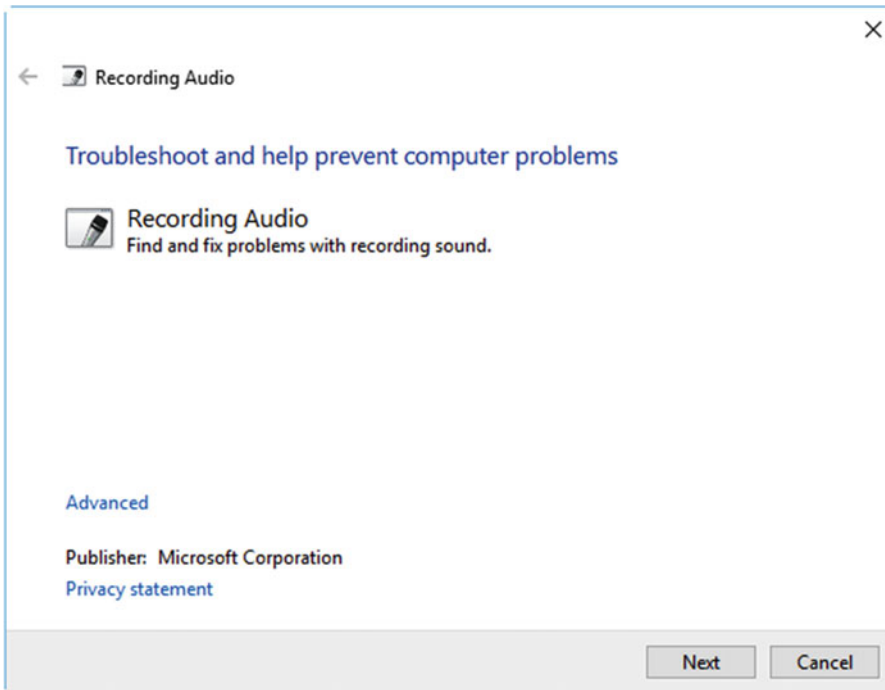 Recording Audio
Troubleshoot and help prevent computer problems
Recording Audio
Find and fix problems with recording sound.
Advanced
Publisher: Microsoft Corporation
Privacy statement
Next Cancel